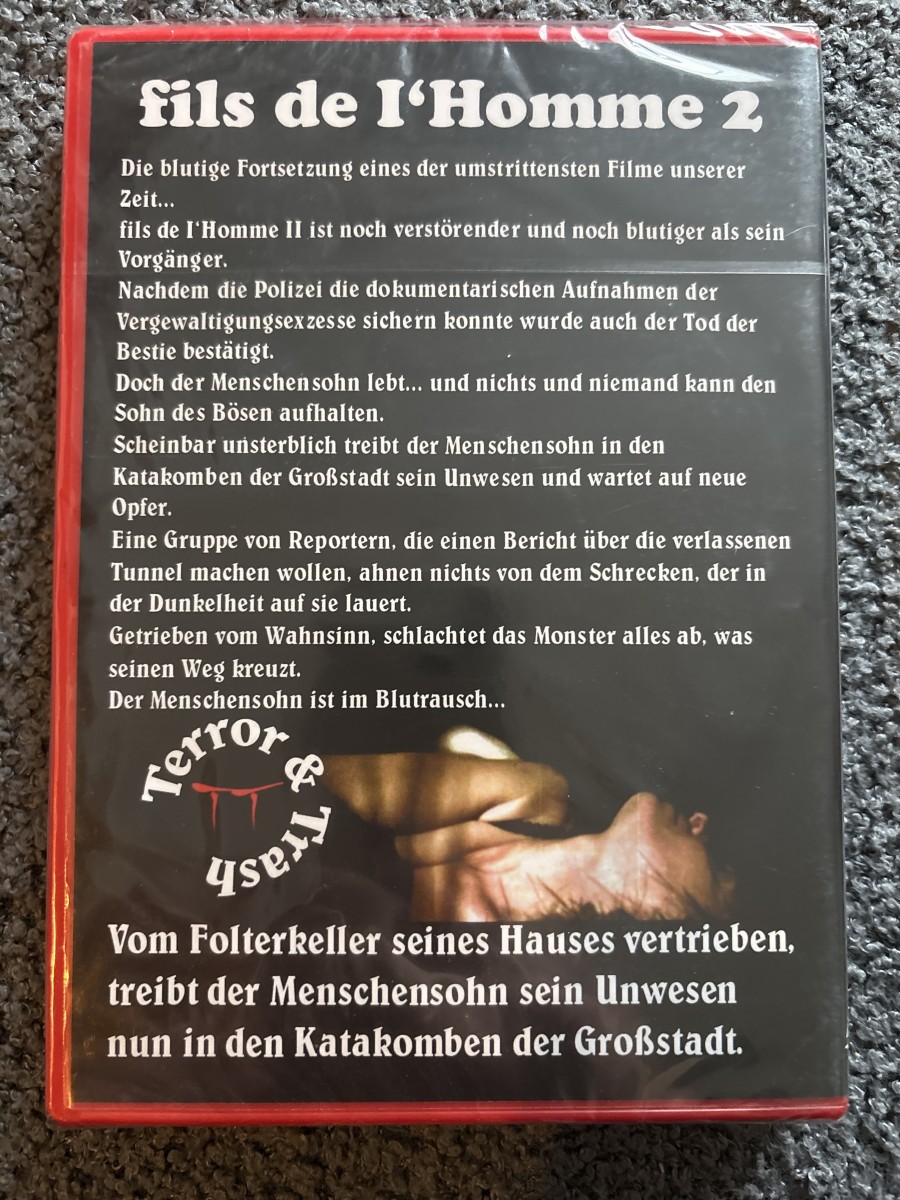 fils de I'Homme 2
Die blutige Fortsetzung eines der umstrittensten Filme unserer
Zeit...
fils de I'Homme II ist noch verstörender und noch blutiger als sein
Vorgänger.
Nachdem die Polizei die dokumentarischen Aufnahmen der
Vergewaltigungsexzesse sichern konnte wurde auch der Tod der
Bestie bestätigt.
Doch der Menschensohn lebt... und nichts und niemand kann den
Sohn des Bösen aufhalten.
Scheinbar unsterblich treibt der Menschensohn in den
Katakomben der Großstadt sein Unwesen und wartet auf neue
Opfer.
Eine Gruppe von Reportern, die einen Bericht über die verlassenen
Tunnel machen wollen, ahnen nichts von dem Schrecken, der in
der Dunkelheit auf sie lauert.
Getrieben vom Wahnsinn, schlachtet das Monster alles ab, was
seinen Weg kreuzt.
Der Menschensohn ist im Blutrausch...
Terror & Trash
Vom Folterkeller seines Hauses vertrieben,
treibt der Menschensohn sein Unwesen
nun in den Katakomben der Großstadt.